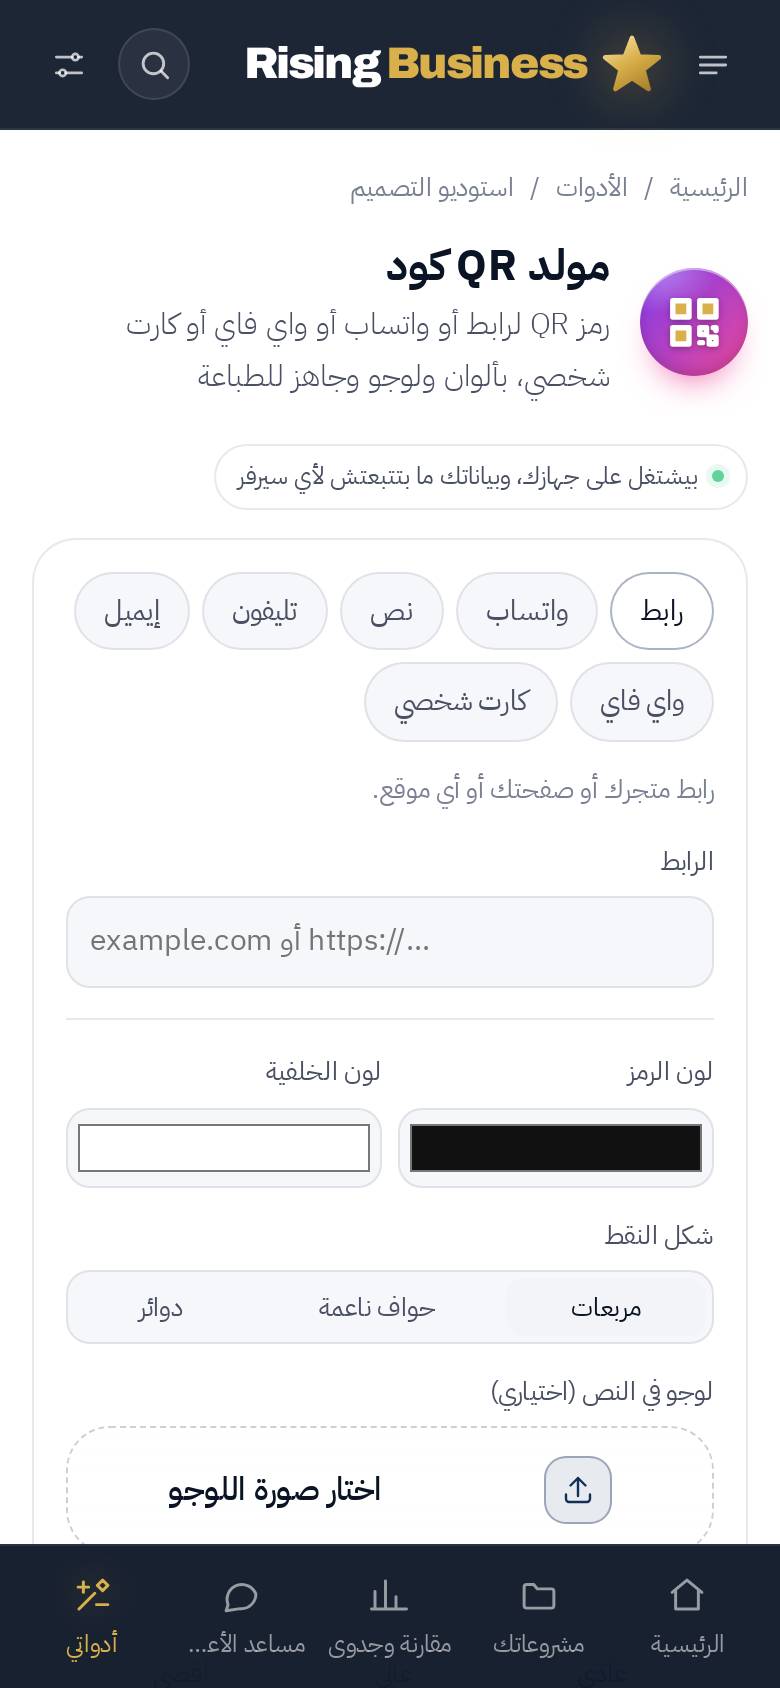 Rising Business
الرئيسية / الأدوات / استوديو التصميم
مولد QR كود
رمز QR لرابط أو واتساب أو واي فاي أو كارت
شخصي، بألوان ولوجو وجاهز للطباعة
بيشتغل على جهازك، وبياناتك ما بتتبعتش لأي سيرفر
رابط واتساب نص تليفون إيميل
واي فاي كارت شخصي
رابط متجرك أو صفحتك أو أي موقع.
الرابط
example.com أو https://...
لون الرمز لون الخلفية
شكل النقط
مربعات حواف ناعمة دوائر
لوجو في النص (اختياري)
اختار صورة اللوجو
الرئيسية مشروعاتك مقارنة وجدوى مساعد الأعـ... أدواتي
عادي عالي أقصى